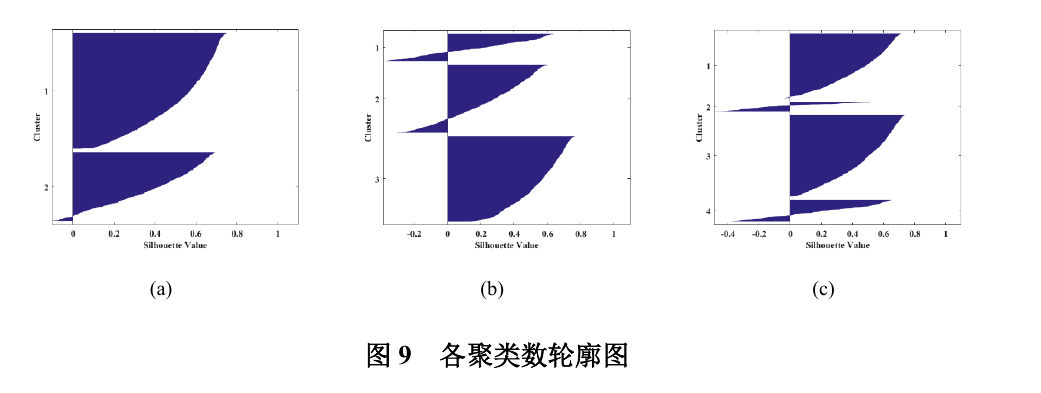 1
2
Cluster
0 0.2 0.4 0.6 0.8 1
Silhouette Value
(a)
1
2
3
Cluster
-0.2 0 0.2 0.4 0.6 0.8 1
Silhouette Value
(b)
1
2
3
4
Cluster
-0.4 -0.2 0 0.2 0.4 0.6 0.8 1
Silhouette Value
(c)
图 9 各聚类数轮廓图